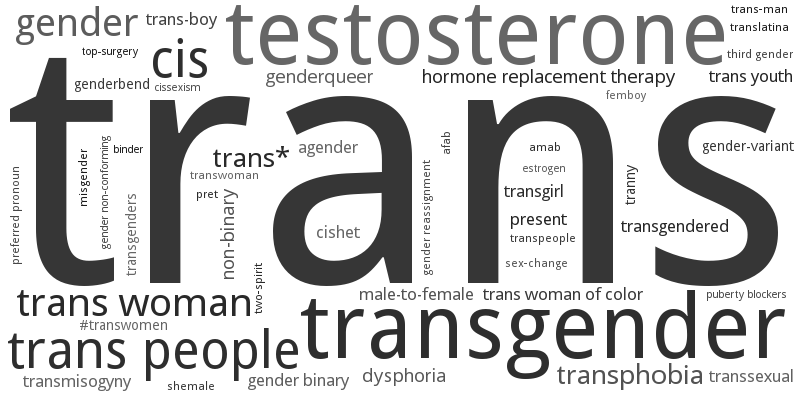 gender
trans-boy
testosterone
trans-man
translatina
top-surgery
cis
third gender
genderbend
cissexism
genderqueer
hormone replacement therapy
trans youth
femboy
trans
preferred pronoun
misgender
gender non-conforming
binder
transgenders
trans*
transwoman
pret
non-binary
two-spirit
agender
cishet
gender reassignment
afab
amab
estrogen
transgirl
present
transpeople
sex-change
tranny
gender-variant
transgendered
trans woman
male-to-female
trans woman of color
puberty blockers
#transwomen
transgender
trans people
transmisogyny
shemale
gender binary
dysphoria
transphobia
transsexual